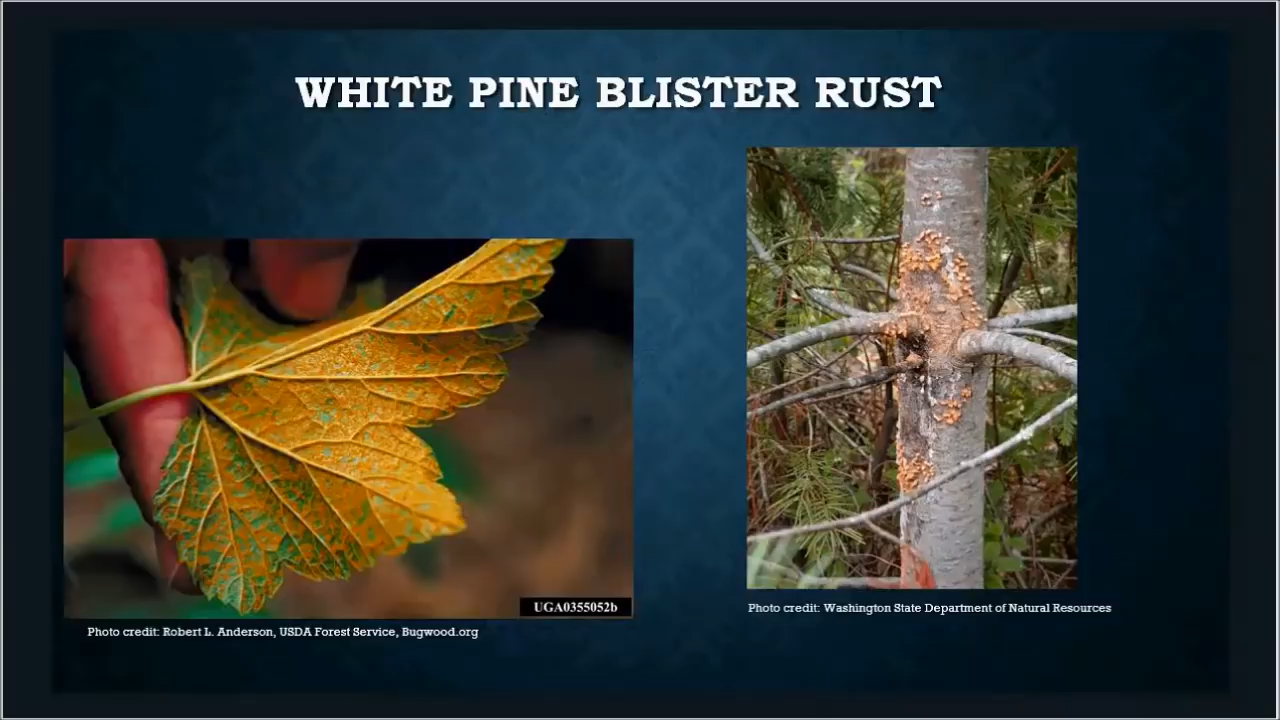 WHITE PINE BLISTER RUST
UGA0355052b
Photo credit: Robert L. Anderson, USDA Forest Service, Bugwood.org
Photo credit: Washington State Department of Natural Resources